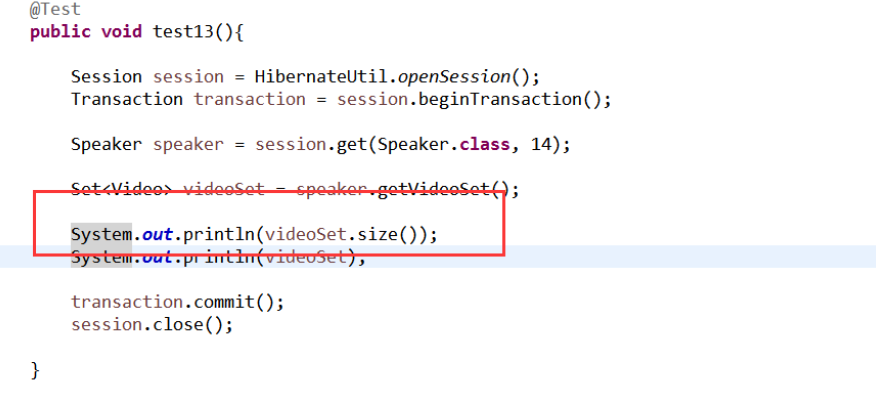 @Test
public void test13(){
Session session = HibernateUtil.openSession();
Transaction transaction = session.beginTransaction();
Speaker speaker = session.get(Speaker.class, 14);
Set<Video> videoSet = speaker.getVideoSet();
System.out.println(videoSet.size());
System.out.println(videoSet);
transaction.commit();
session.close();
}